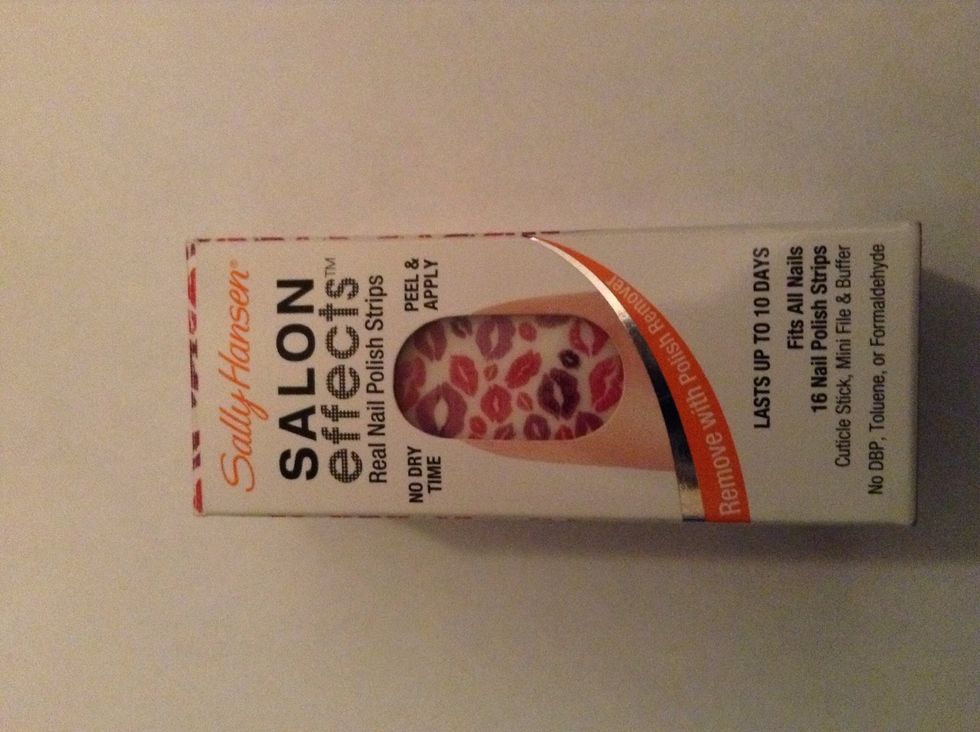 Sally Hansen®
SALON
effects™
Real Nail Polish Strips
NO DRY
TIME
PEEL &
APPLY
Remove with Polish Remover
LASTS UP TO 10 DAYS
Fits All Nails
16 Nail Polish Strips
Cuticle Stick, Mini File & Buffer
No DBP, Toluene, or Formaldehyde